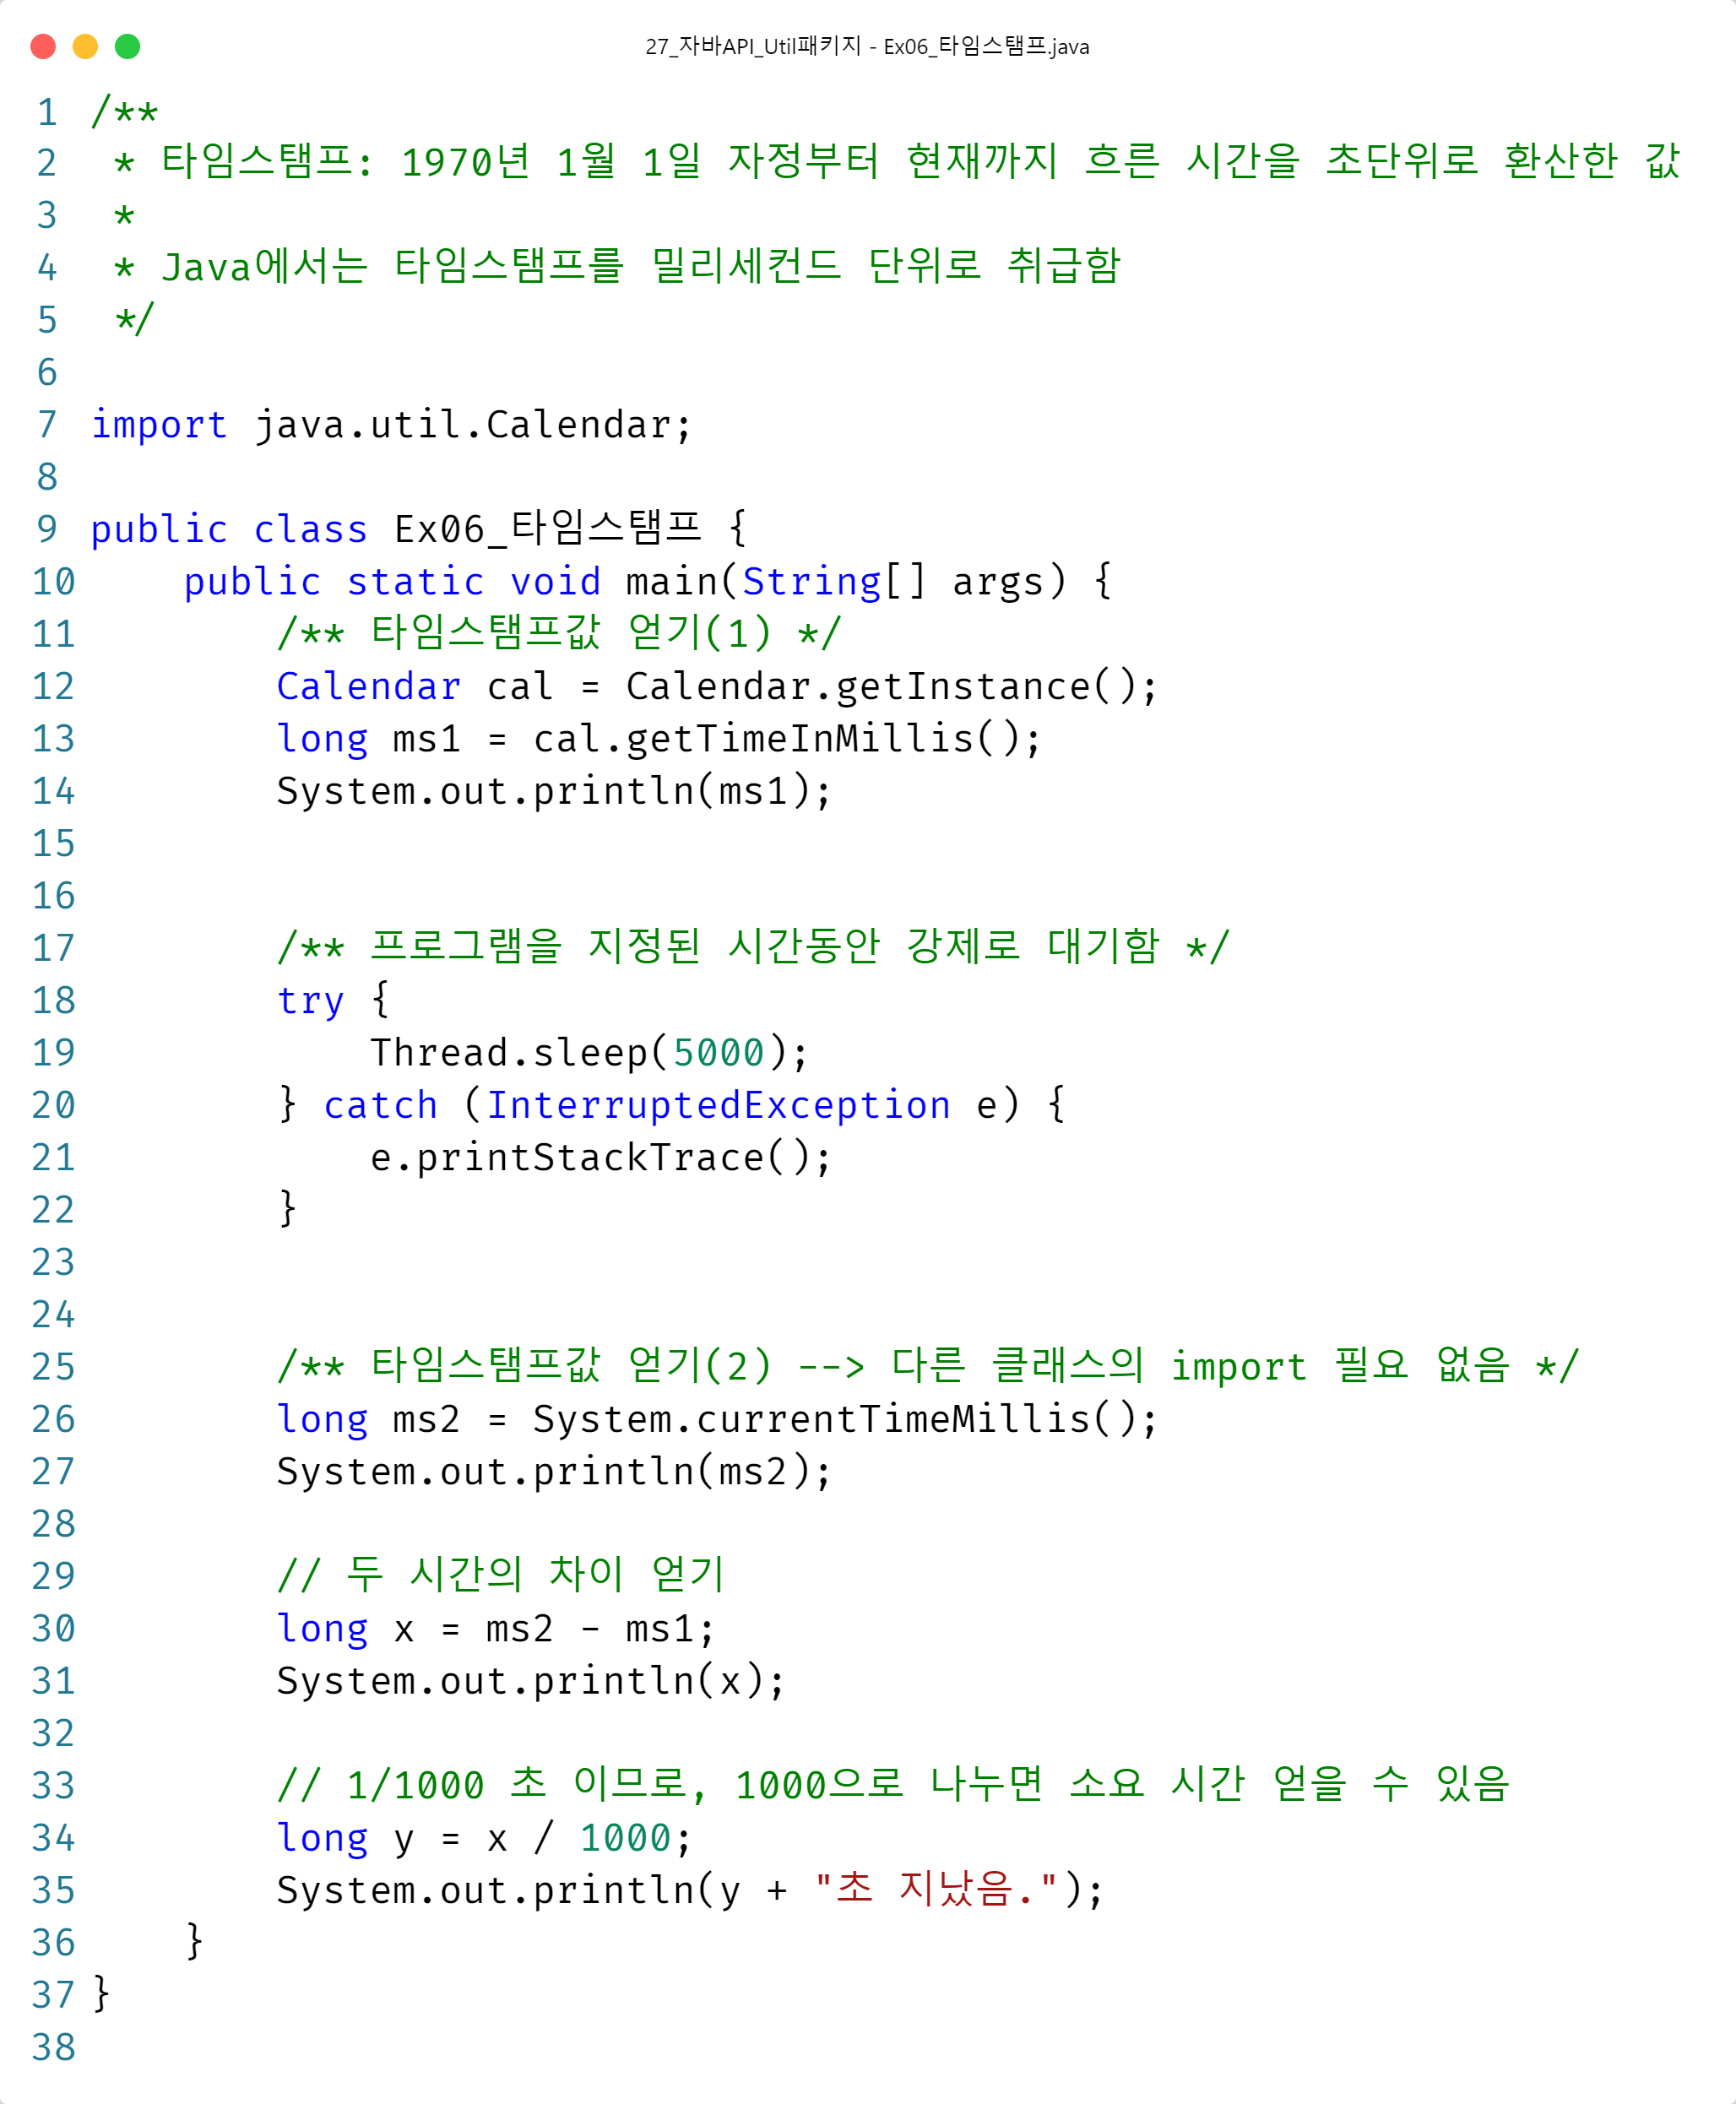 27_자바API_Util패키지 - Ex06_타임스탬프.java
1 /**
2  * 타임스탬프: 1970년 1월 1일 자정부터 현재까지 흐른 시간을 초단위로 환산한 값
3  *
4  * Java에서는 타임스탬프를 밀리세컨드 단위로 취급함
5  */
6
7 import java.util.Calendar;
8
9 public class Ex06_타임스탬프 {
10     public static void main(String[] args) {
11         /** 타임스탬프값 얻기(1) */
12         Calendar cal = Calendar.getInstance();
13         long ms1 = cal.getTimeInMillis();
14         System.out.println(ms1);
15
16
17         /** 프로그램을 지정된 시간동안 강제로 대기함 */
18         try {
19             Thread.sleep(5000);
20         } catch (InterruptedException e) {
21             e.printStackTrace();
22         }
23
24
25         /** 타임스탬프값 얻기(2) --> 다른 클래스의 import 필요 없음 */
26         long ms2 = System.currentTimeMillis();
27         System.out.println(ms2);
28
29         // 두 시간의 차이 얻기
30         long x = ms2 - ms1;
31         System.out.println(x);
32
33         // 1/1000 초 이므로, 1000으로 나누면 소요 시간 얻을 수 있음
34         long y = x / 1000;
35         System.out.println(y + "초 지났음.");
36     }
37 }
38